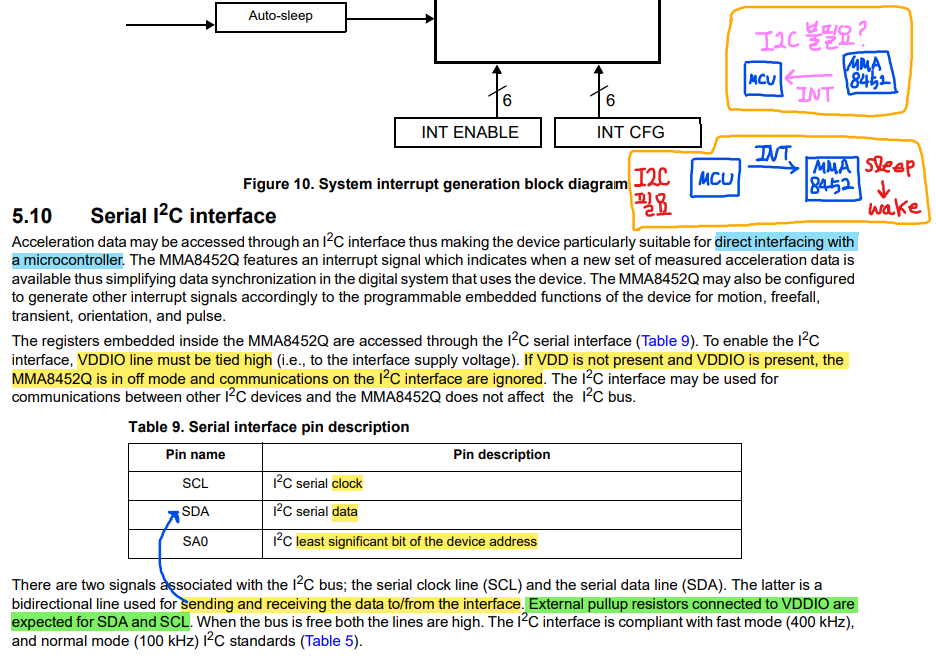 Auto-sleep
6
6
INT ENABLE
INT CFG
I2C 불필요?
MCU
MMA
8452
INT
Figure 10. System interrupt generation block diagram
I2C
필요
MCU
INT
MMA
8452
sleep
wake
5.10 Serial I2C interface
Acceleration data may be accessed through an I2C interface thus making the device particularly suitable for direct interfacing with
a microcontroller. The MMA8452Q features an interrupt signal which indicates when a new set of measured acceleration data is
available thus simplifying data synchronization in the digital system that uses the device. The MMA8452Q may also be configured
to generate other interrupt signals accordingly to the programmable embedded functions of the device for motion, freefall,
transient, orientation, and pulse.
The registers embedded inside the MMA8452Q are accessed through the I2C serial interface (Table 9). To enable the I2C
interface, VDDIO line must be tied high (i.e., to the interface supply voltage). If VDD is not present and VDDIO is present, the
MMA8452Q is in off mode and communications on the I2C interface are ignored. The I2C interface may be used for
communications between other I2C devices and the MMA8452Q does not affect the I2C bus.
Table 9. Serial interface pin description
Pin name Pin description
SCL I2C serial clock
SDA I2C serial data
SA0 I2C least significant bit of the device address
There are two signals associated with the I2C bus; the serial clock line (SCL) and the serial data line (SDA). The latter is a
bidirectional line used for sending and receiving the data to/from the interface. External pullup resistors connected to VDDIO are
expected for SDA and SCL. When the bus is free both the lines are high. The I2C interface is compliant with fast mode (400 kHz),
and normal mode (100 kHz) I2C standards (Table 5).